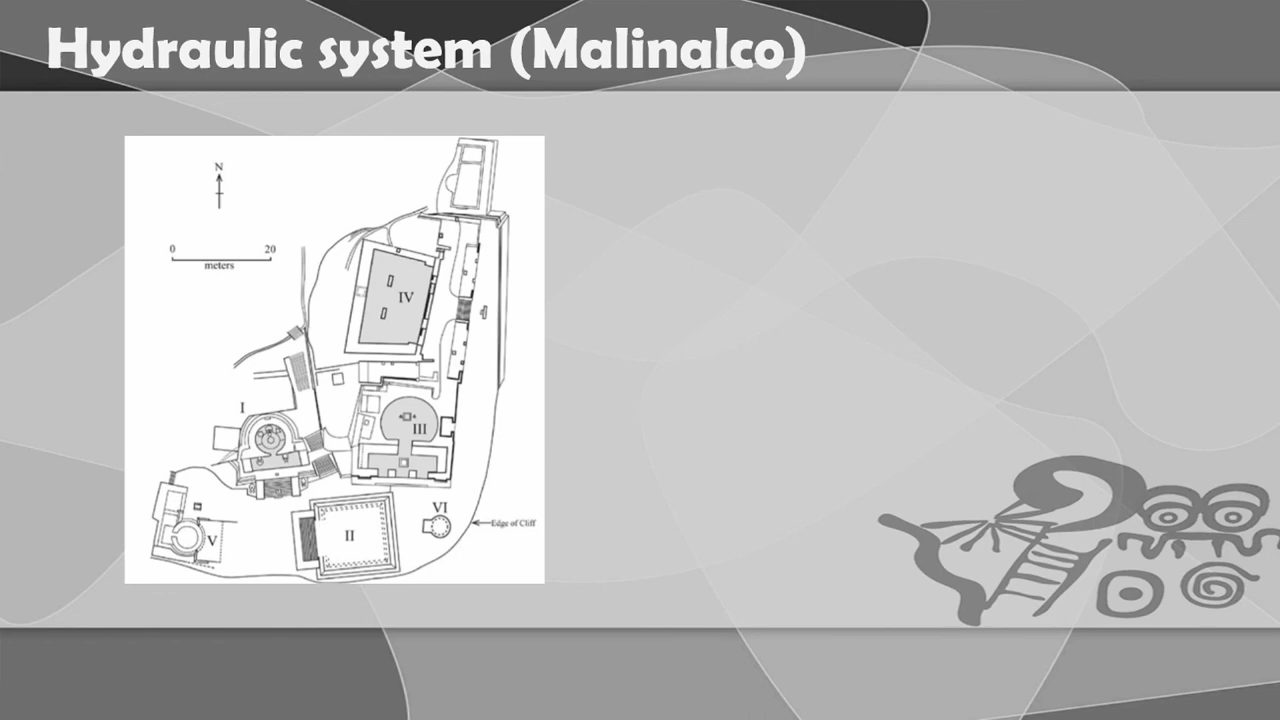 Hydraulic system (Malinalco)
N
0 20
meters
IV
I
III
VI
Edge of Cliff
II
V